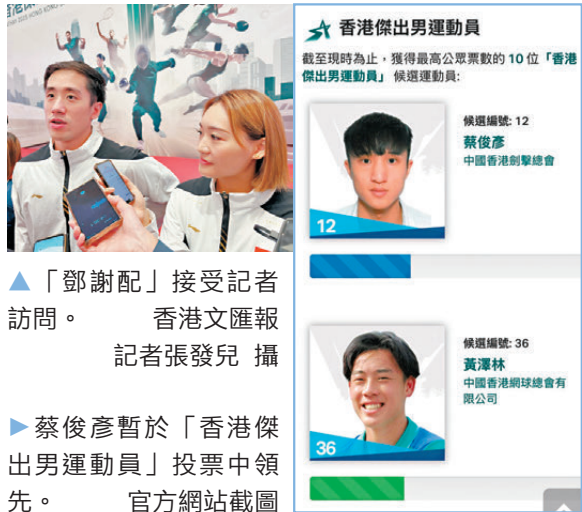 ▲「鄧謝配」接受記者
訪問。 香港文匯報
記者張發兒 攝
▶蔡俊彥暫於「香港傑
出男運動員」投票中領
先。 官方網站截圖
香港傑出男運動員
截至現時為止，獲得最高公眾票數的 10 位「香港
傑出男運動員」 候選運動員:
候選編號: 12
蔡俊彥
中國香港劍擊總會
12
候選編號: 36
黃澤林
中國香港網球總會有
限公司
36